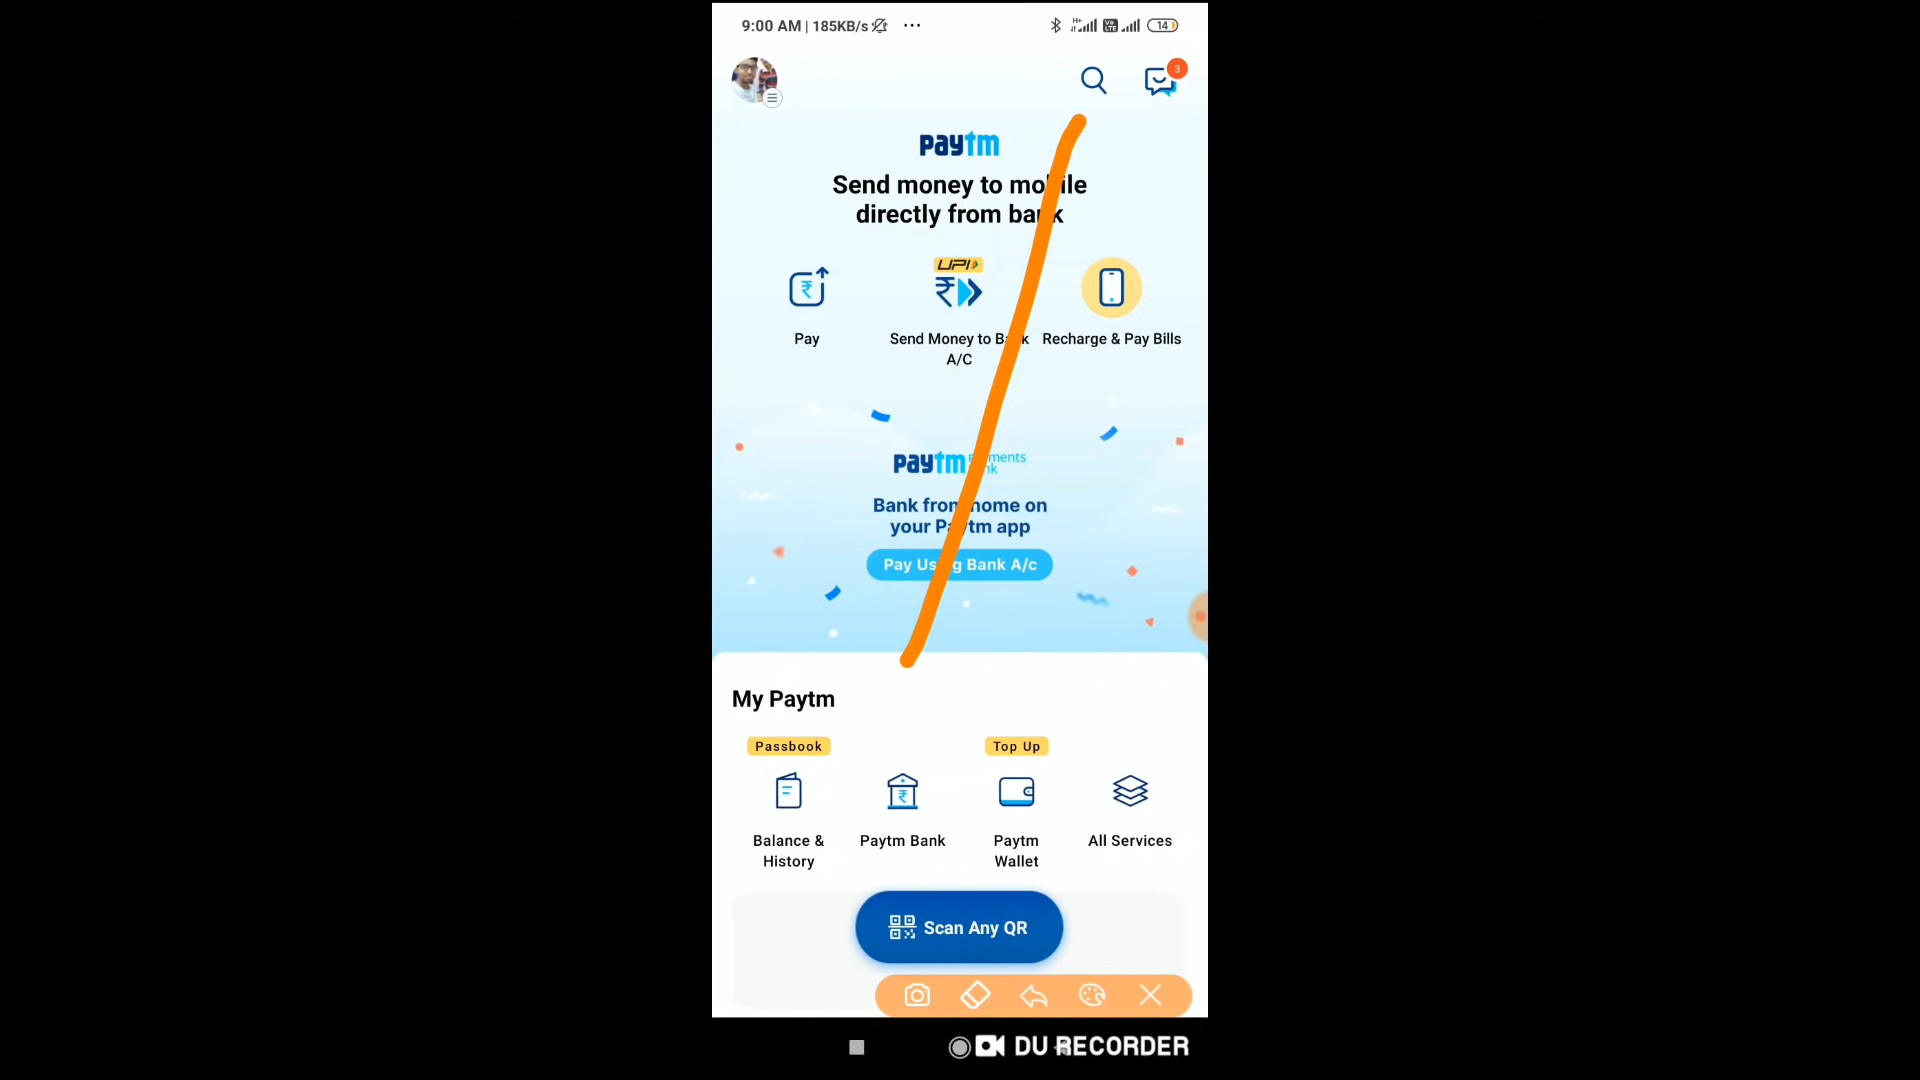 9:00 AM | 185KB/s
14
3
paytm
Send money to mobile
directly from bank
UPI
Pay
Send Money to Bank
A/C
Recharge & Pay Bills
paytm Payments
Bank
Bank from home on
your Paytm app
Pay Using Bank A/c
My Paytm
Passbook
Top Up
Balance &
History
Paytm Bank
Paytm
Wallet
All Services
Scan Any QR
DU RECORDER